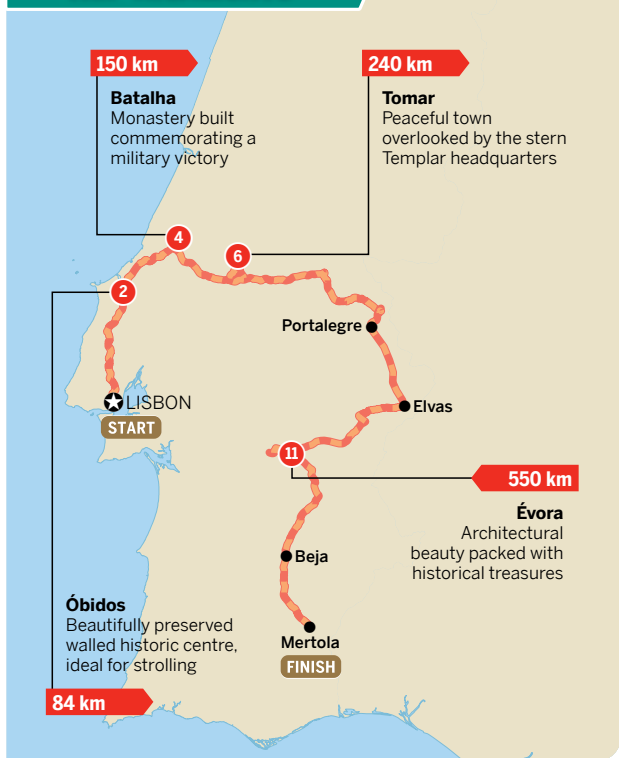 150 km
Batalha
Monastery built
commemorating a
military victory
240 km
Tomar
Peaceful town
overlooked by the stern
Templar headquarters
4
6
2
Portalegre
LISBON
START
Elvas
11
550 km
Évora
Architectural
beauty packed with
historical treasures
Beja
Óbidos
Beautifully preserved
walled historic centre,
ideal for strolling
84 km
Mertola
FINISH